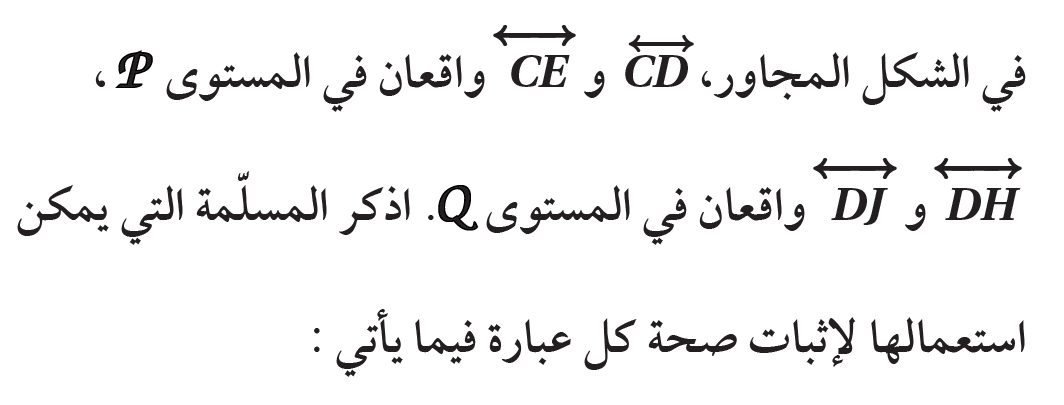 في الشكل المجاور، CD و CE واقعان في المستوى P ،
DH و DJ واقعان في المستوى Q. اذكر المسلّمة التي يمكن
استعمالها لإثبات صحة كل عبارة فيما يأتي :